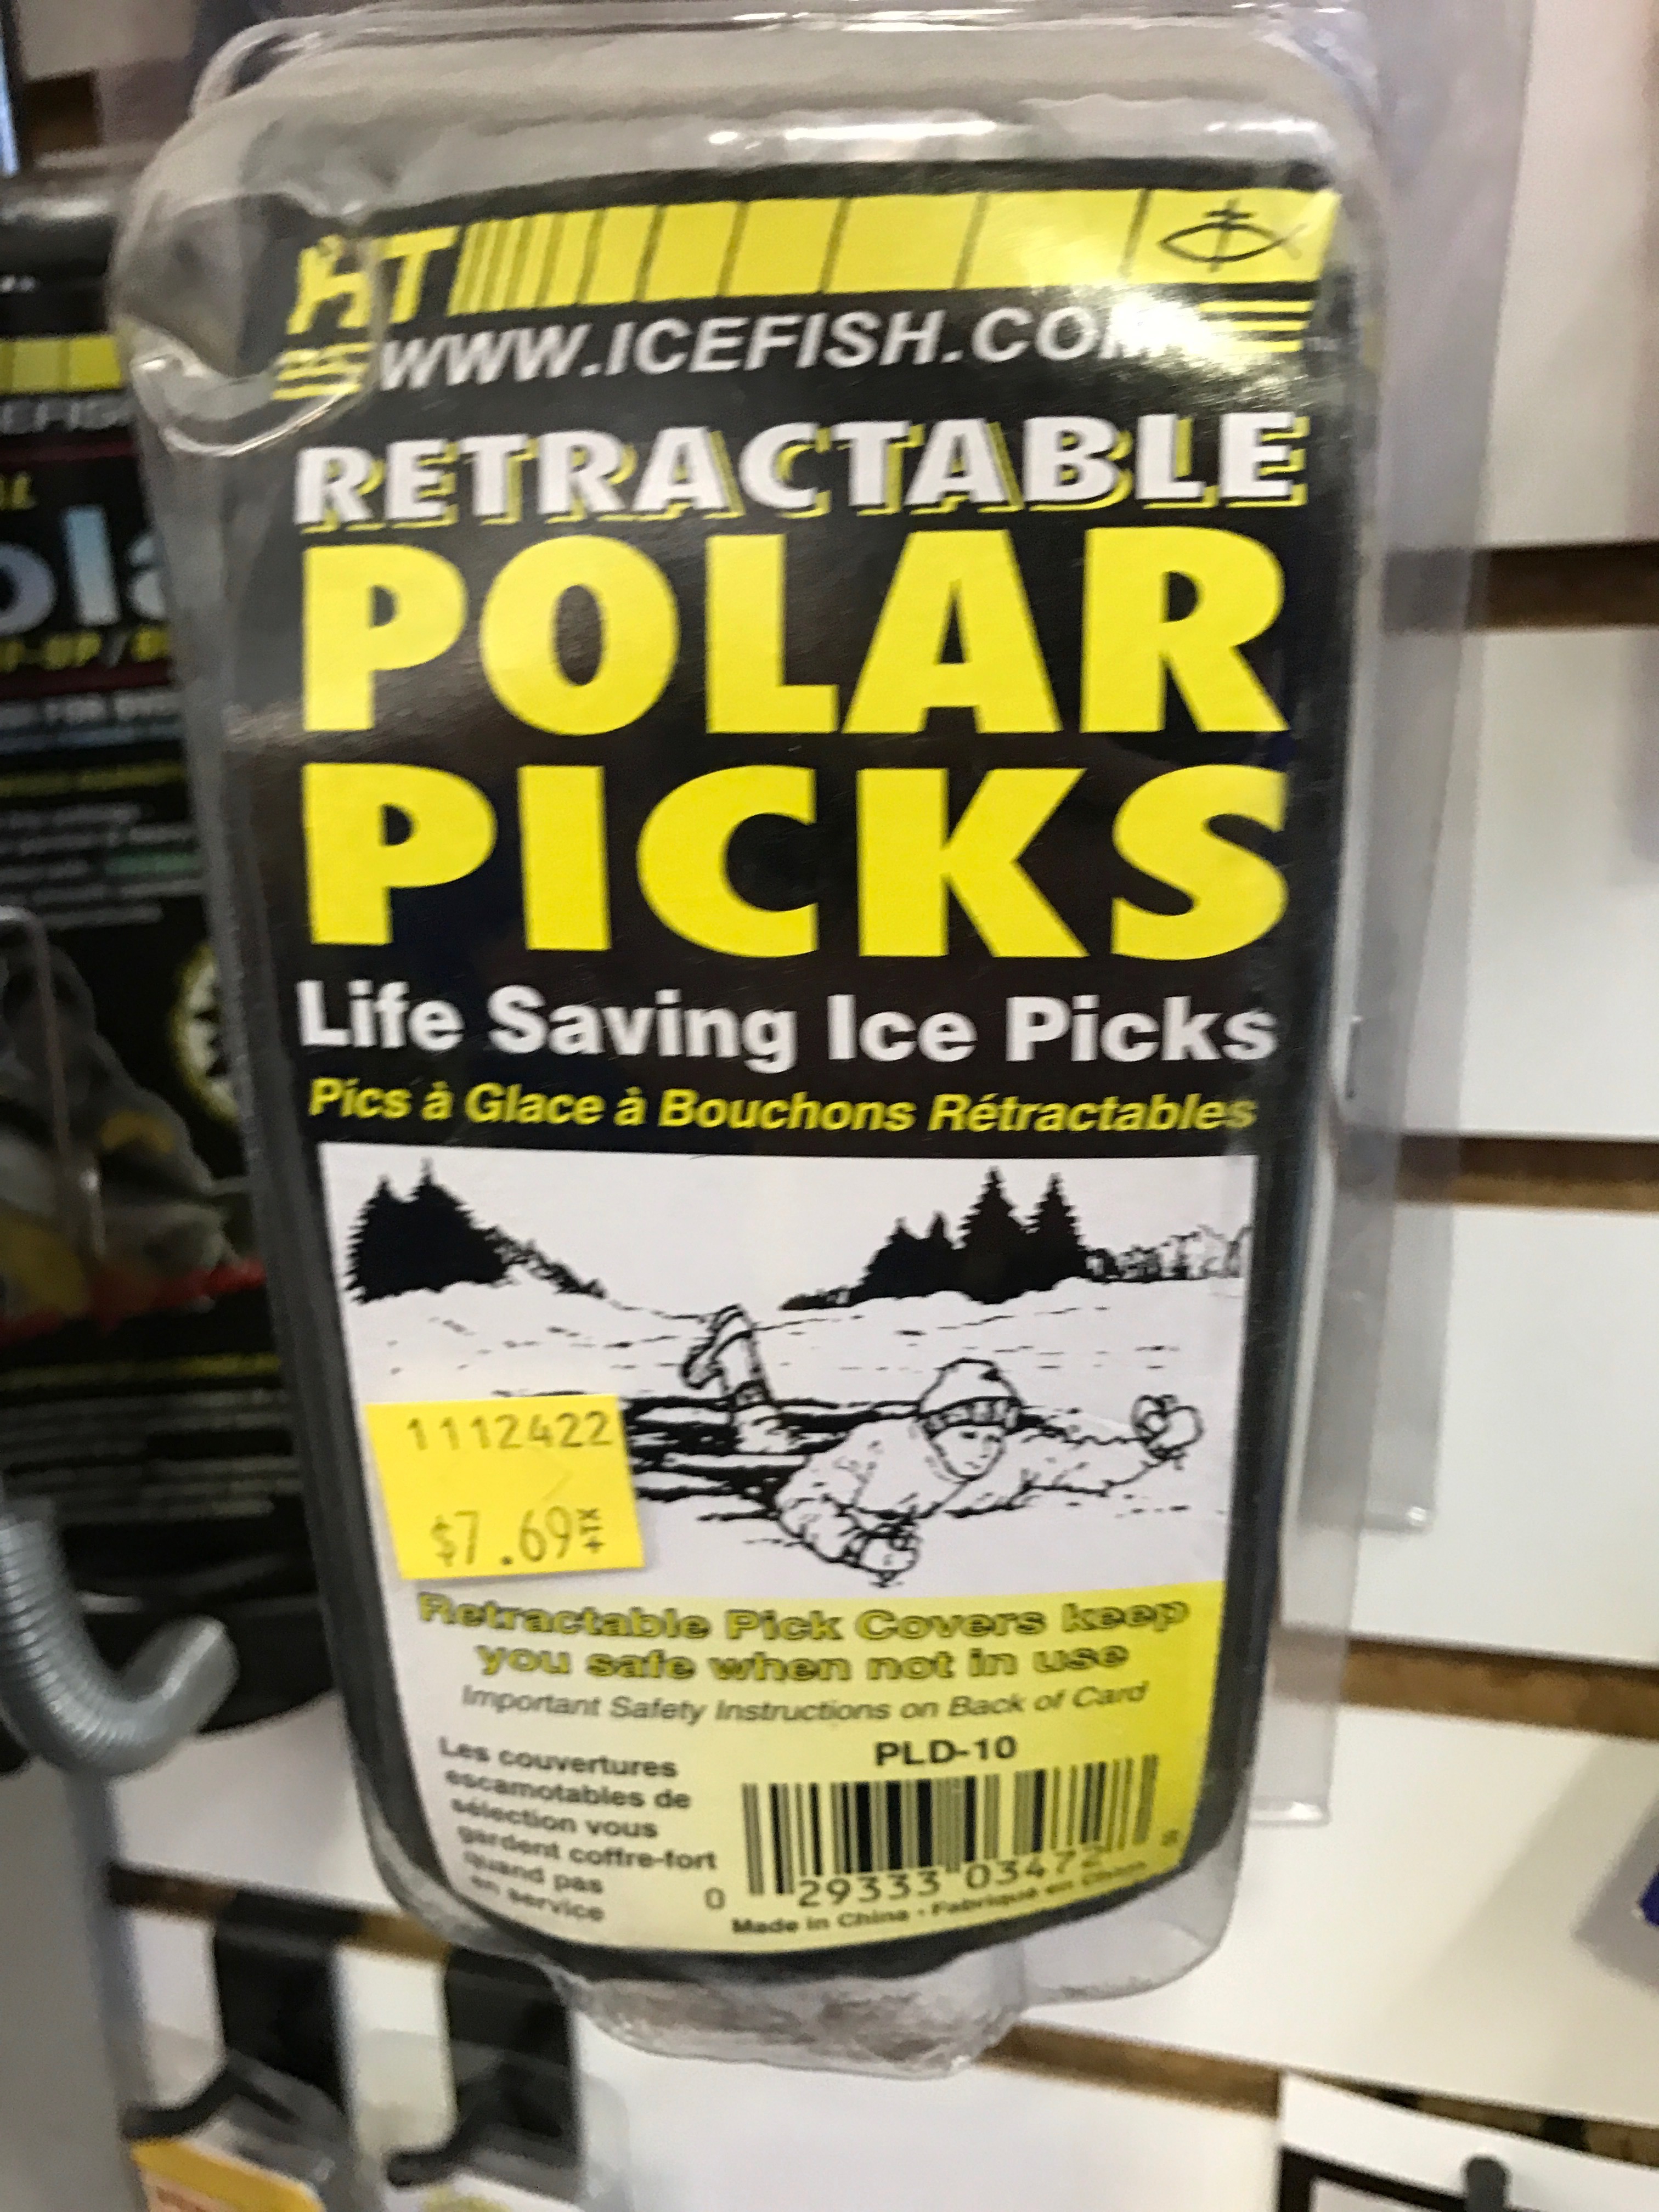 HT
WWW.ICEFISH.COM
RETRACTABLE
POLAR
PICKS
Life Saving Ice Picks
Pics à Glace à Bouchons Rétractables
1112422
$7.69
Retractable Pick Covers keep
you safe when not in use
Important Safety Instructions on Back of Card
Les couvertures
escamotables de
sélection vous
gardent coffre-fort
quand pas
en service
PLD-10
0 29333 03472 8
Made in China • Fabriqué en Chine